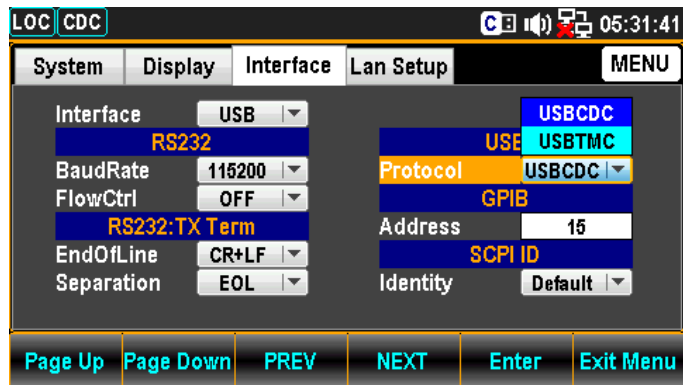 LOC CDC C 05:31:41
System Display Interface Lan Setup MENU
Interface USB USBCDC
RS232 USB USBTMC
BaudRate 115200 Protocol USBCDC
FlowCtrl OFF GPIB
RS232:TX Term Address 15
EndOfLine CR+LF SCPI ID
Separation EOL Identity Default
Page Up Page Down PREV NEXT Enter Exit Menu